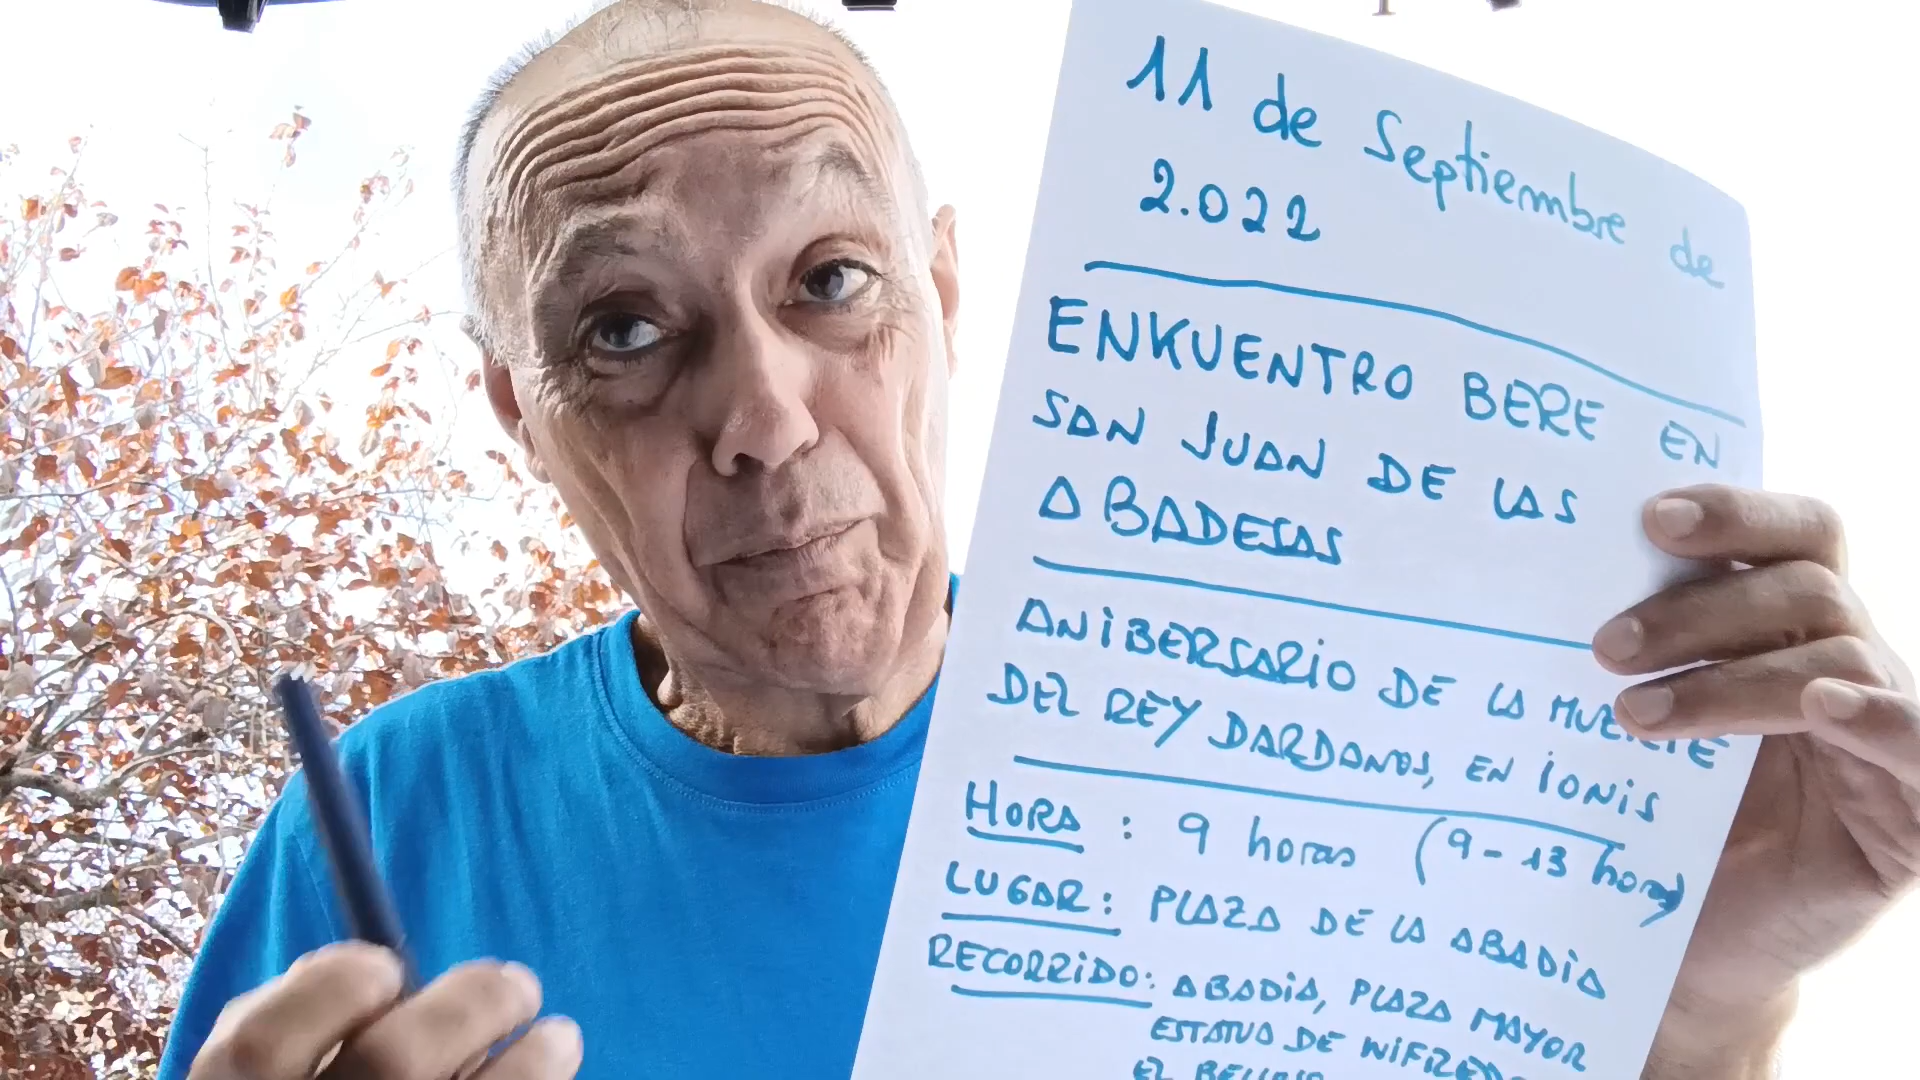 11 de Septiembre de
2.022
ENKUENTRO BERE EN
SAN JUAN DE LAS
ABADESAS
ANIBERSARIO DE LA MUERTE
DEL REY DARDANOS, EN IONIS
HORA : 9 horas (9-13 horas)
LUGAR: PLAZA DE LA ABADIA
RECORRIDO: ABADIA, PLAZA MAYOR
ESTATUA DE WIFREDO
EL